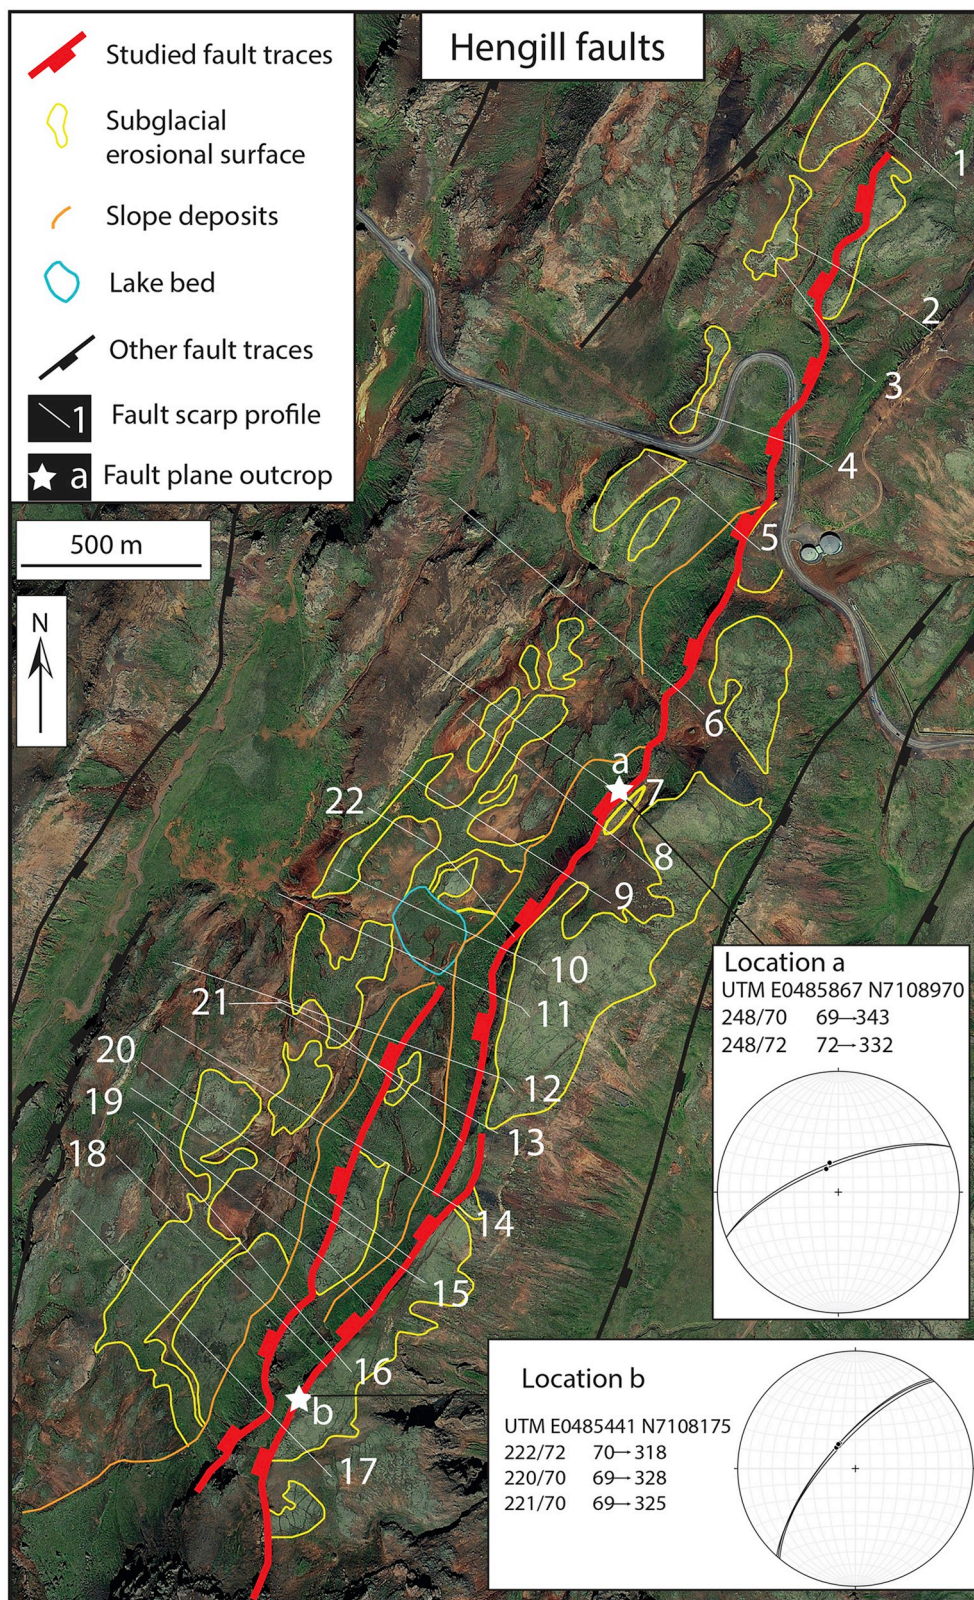 Hengill faults
Studied fault traces
Subglacial
erosional surface
Slope deposits
Lake bed
Other fault traces
1 Fault scarp profile
a Fault plane outcrop
500 m
N
1
2
3
4
5
6
a
7
22
8
9
10
11
21
12
20
13
19
18
14
15
16
b
17
Location a
UTM E0485867 N7108970
248/70 69→343
248/72 72→332
Location b
UTM E0485441 N7108175
222/72 70→318
220/70 69→328
221/70 69→325